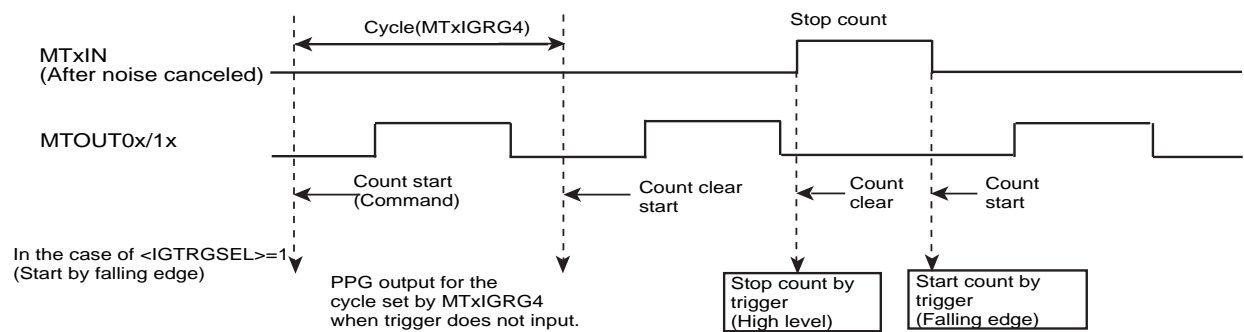 Cycle(MTxIGRG4)
Stop count
MTxIN
(After noise canceled)
MTOUT0x/1x
Count start
(Command)
Count clear
start
Count
clear
Count
start
In the case of <IGTRGSEL>=1
(Start by falling edge)
PPG output for the
cycle set by MTxIGRG4
when trigger does not input.
Stop count by
trigger
(High level)
Start count by
trigger
(Falling edge)